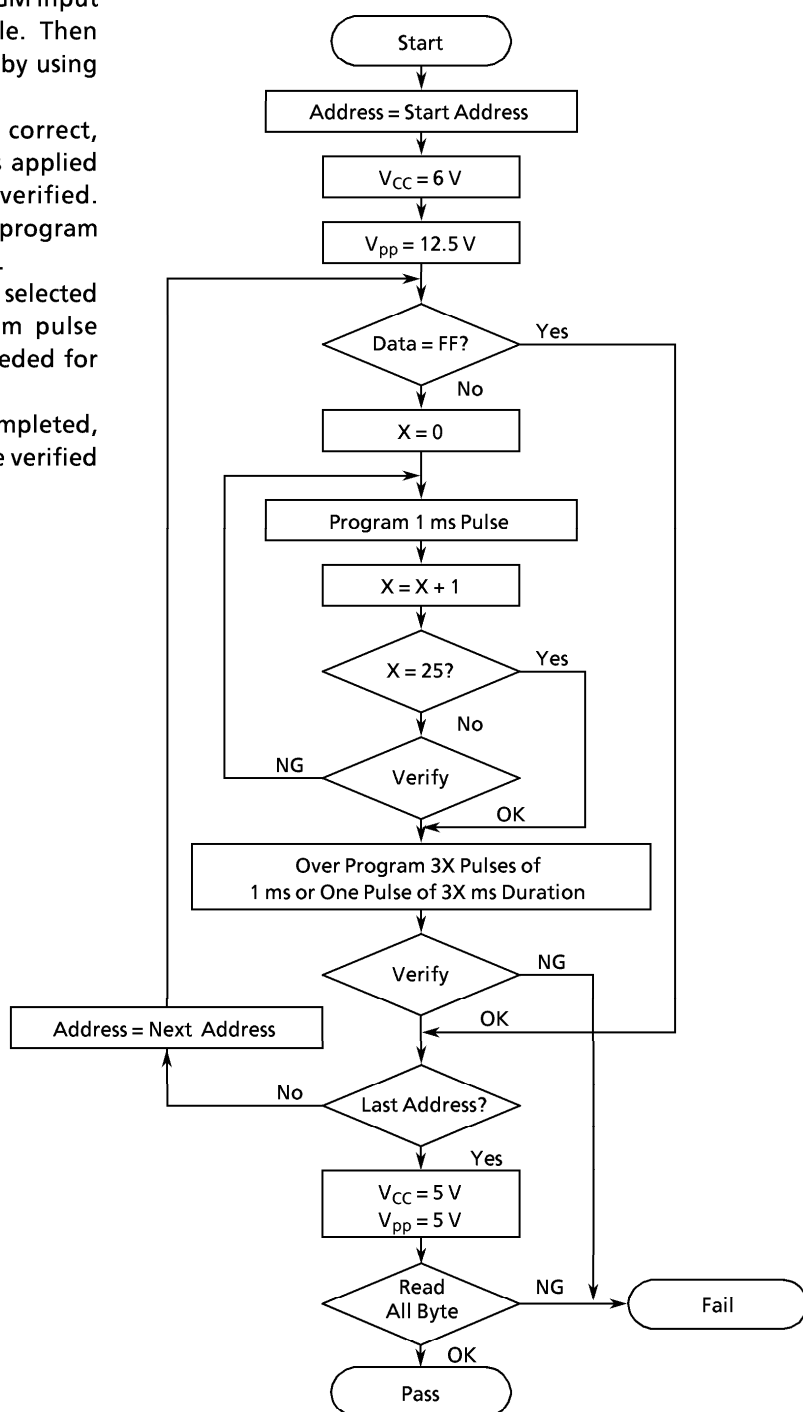 GM input
le. Then
by using
correct,
s applied
verified.
program
.
selected
m pulse
eded for
mpleted,
e verified
Start
Address = Start Address
VCC = 6 V
Vpp = 12.5 V
Data = FF?
Yes
No
X = 0
Program 1 ms Pulse
X = X + 1
X = 25?
Yes
No
NG
Verify
OK
Over Program 3X Pulses of
1 ms or One Pulse of 3X ms Duration
Verify
NG
OK
Address = Next Address
No
Last Address?
Yes
VCC = 5 V
Vpp = 5 V
Read
All Byte
NG
Fail
OK
Pass